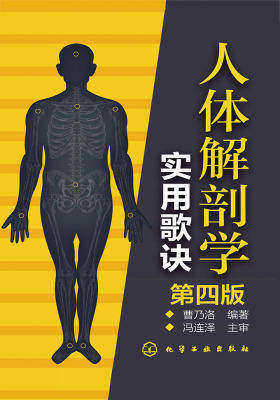 人体解剖学
实用歌诀
第四版
曹乃洛 编著
冯连泽 主审
化学工业出版社